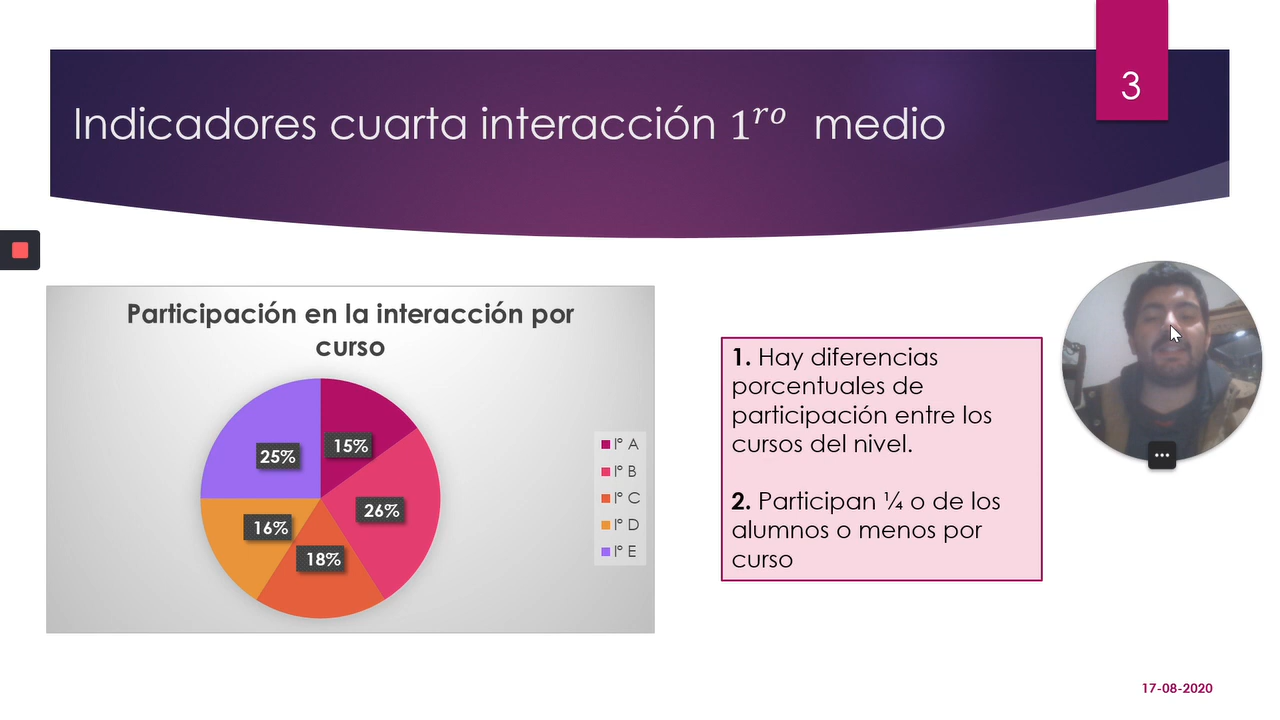 3
Indicadores cuarta interacción 1ʳᵒ medio
Participación en la interacción por
curso
15%
26%
18%
16%
25%
I° A
I° B
I° C
I° D
I° E
1. Hay diferencias
porcentuales de
participación entre los
cursos del nivel.
2. Participan ¼ o de los
alumnos o menos por
curso
17-08-2020